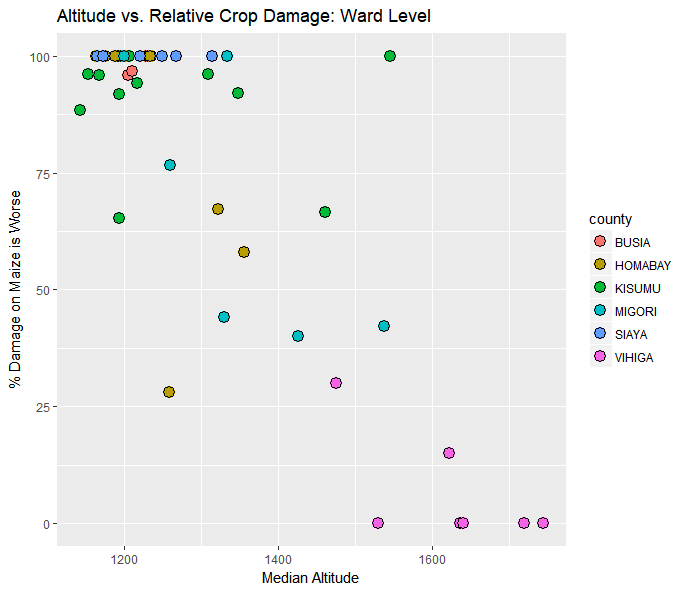 Altitude vs. Relative Crop Damage: Ward Level
100
75
50
25
0
% Damage on Maize is Worse
1200 1400 1600
Median Altitude
county
BUSIA
HOMABAY
KISUMU
MIGORI
SIAYA
VIHIGA